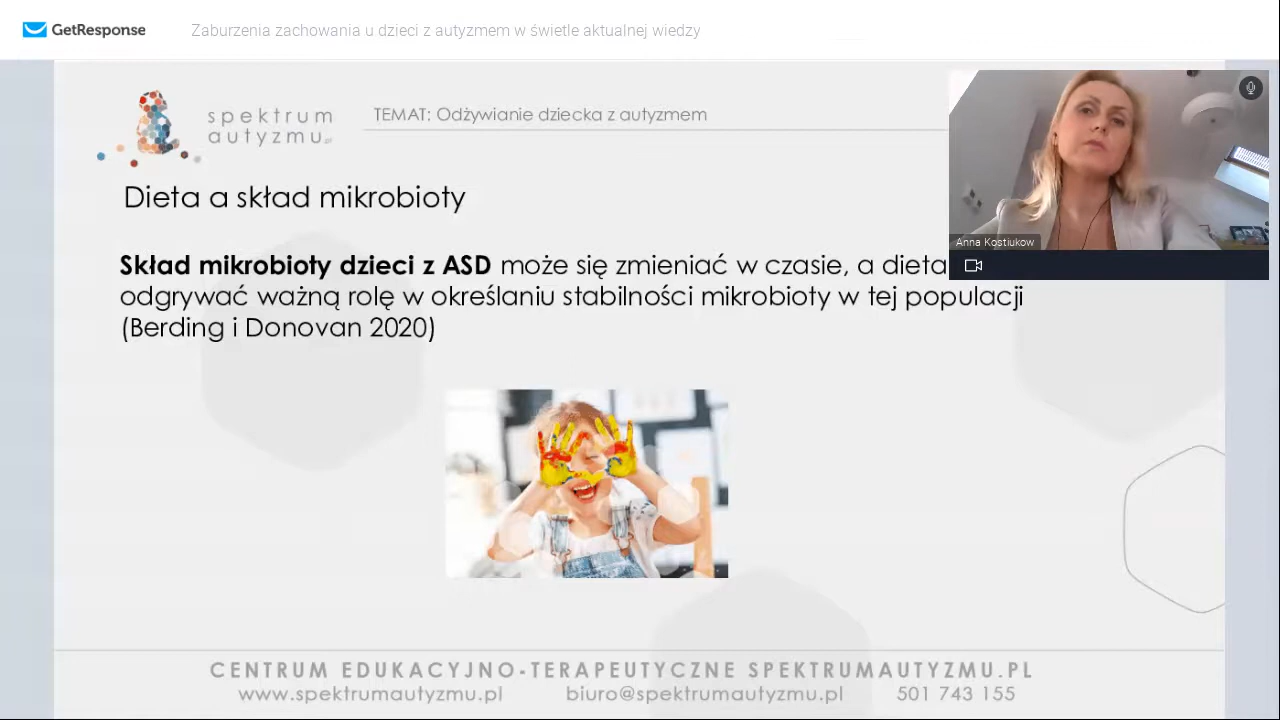 GetResponse
Zaburzenia zachowania u dzieci z autyzmem w świetle aktualnej wiedzy
spektrum
autyzmu.pl
TEMAT: Odżywianie dziecka z autyzmem
Anna Kostiukow
Dieta a skład mikrobioty
Skład mikrobioty dzieci z ASD może się zmieniać w czasie, a dieta
odgrywać ważną rolę w określaniu stabilności mikrobioty w tej populacji
(Berding i Donovan 2020)
CENTRUM EDUKACYJNO-TERAPEUTYCZNE SPEKTRUMAUTYZMU.PL
www.spektrumautyzmu.pl biuro@spektrumautyzmu.pl 501 743 155